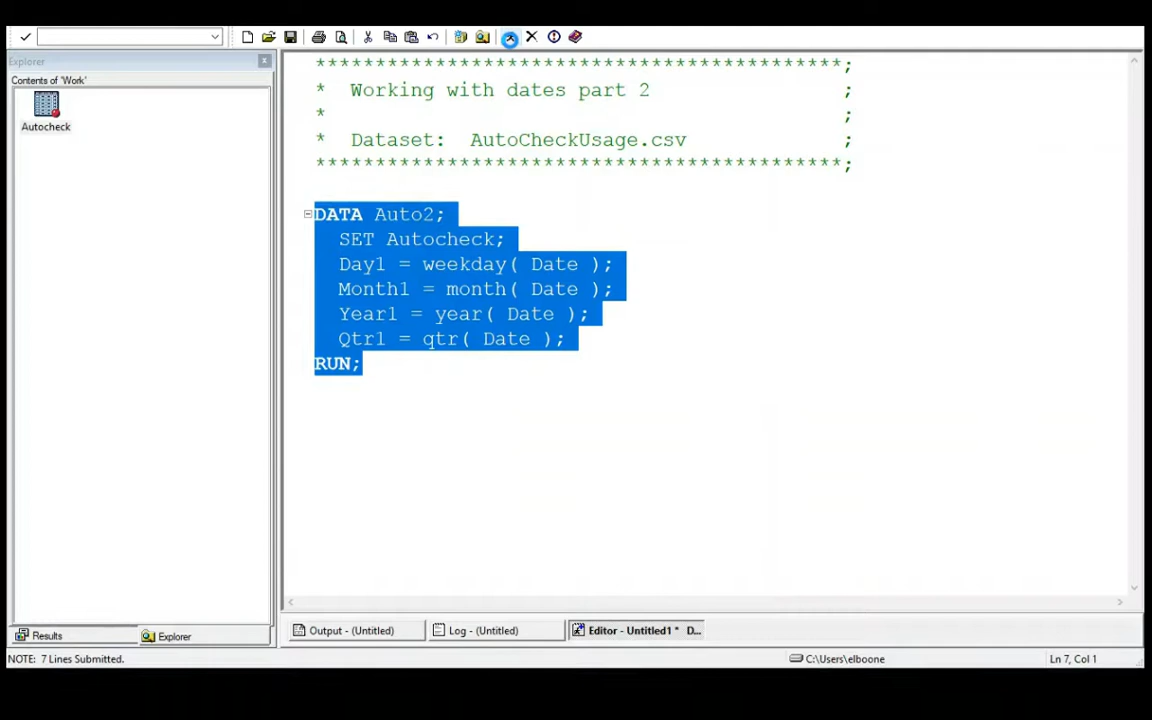 Explorer
Contents of 'Work'
Autocheck
*********************************************;
* Working with dates part 2 ;
* ;
* Dataset: AutoCheckUsage.csv ;
*********************************************;
DATA Auto2;
SET Autocheck;
Day1 = weekday( Date );
Month1 = month( Date );
Year1 = year( Date );
Qtr1 = qtr( Date );
RUN;
Results
Explorer
Output - (Untitled)
Log - (Untitled)
Editor - Untitled1 * D...
NOTE: 7 Lines Submitted.
C:\Users\elboone
Ln 7, Col 1